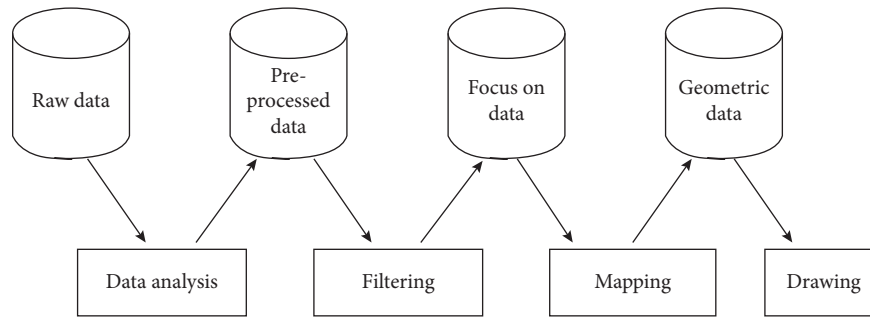 Raw data
Pre-
processed
data
Focus on
data
Geometric
data
Data analysis
Filtering
Mapping
Drawing